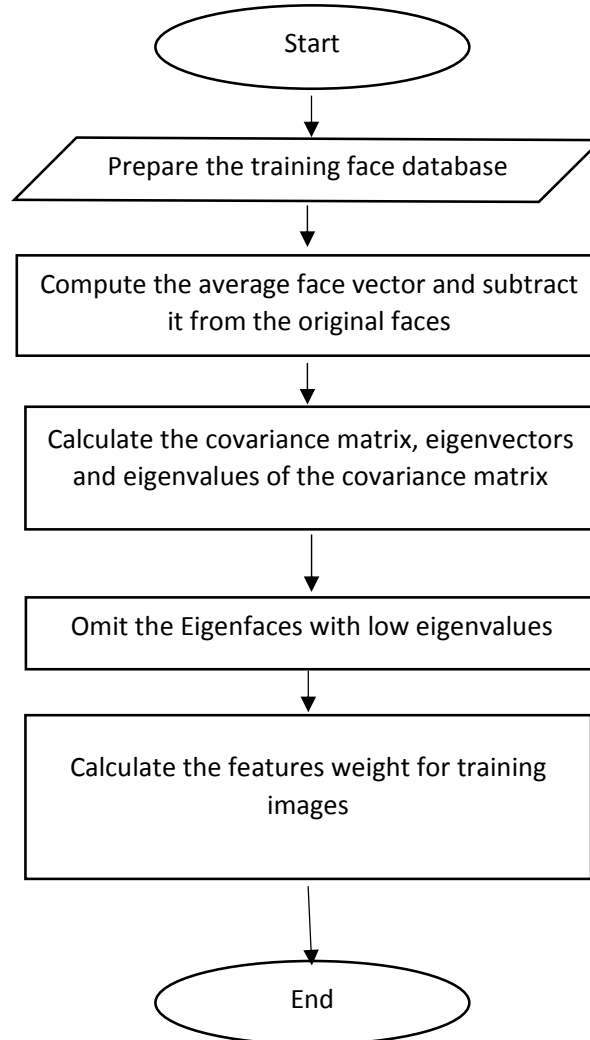 Start
Prepare the training face database
Compute the average face vector and subtract
it from the original faces
Calculate the covariance matrix, eigenvectors
and eigenvalues of the covariance matrix
Omit the Eigenfaces with low eigenvalues
Calculate the features weight for training
images
End